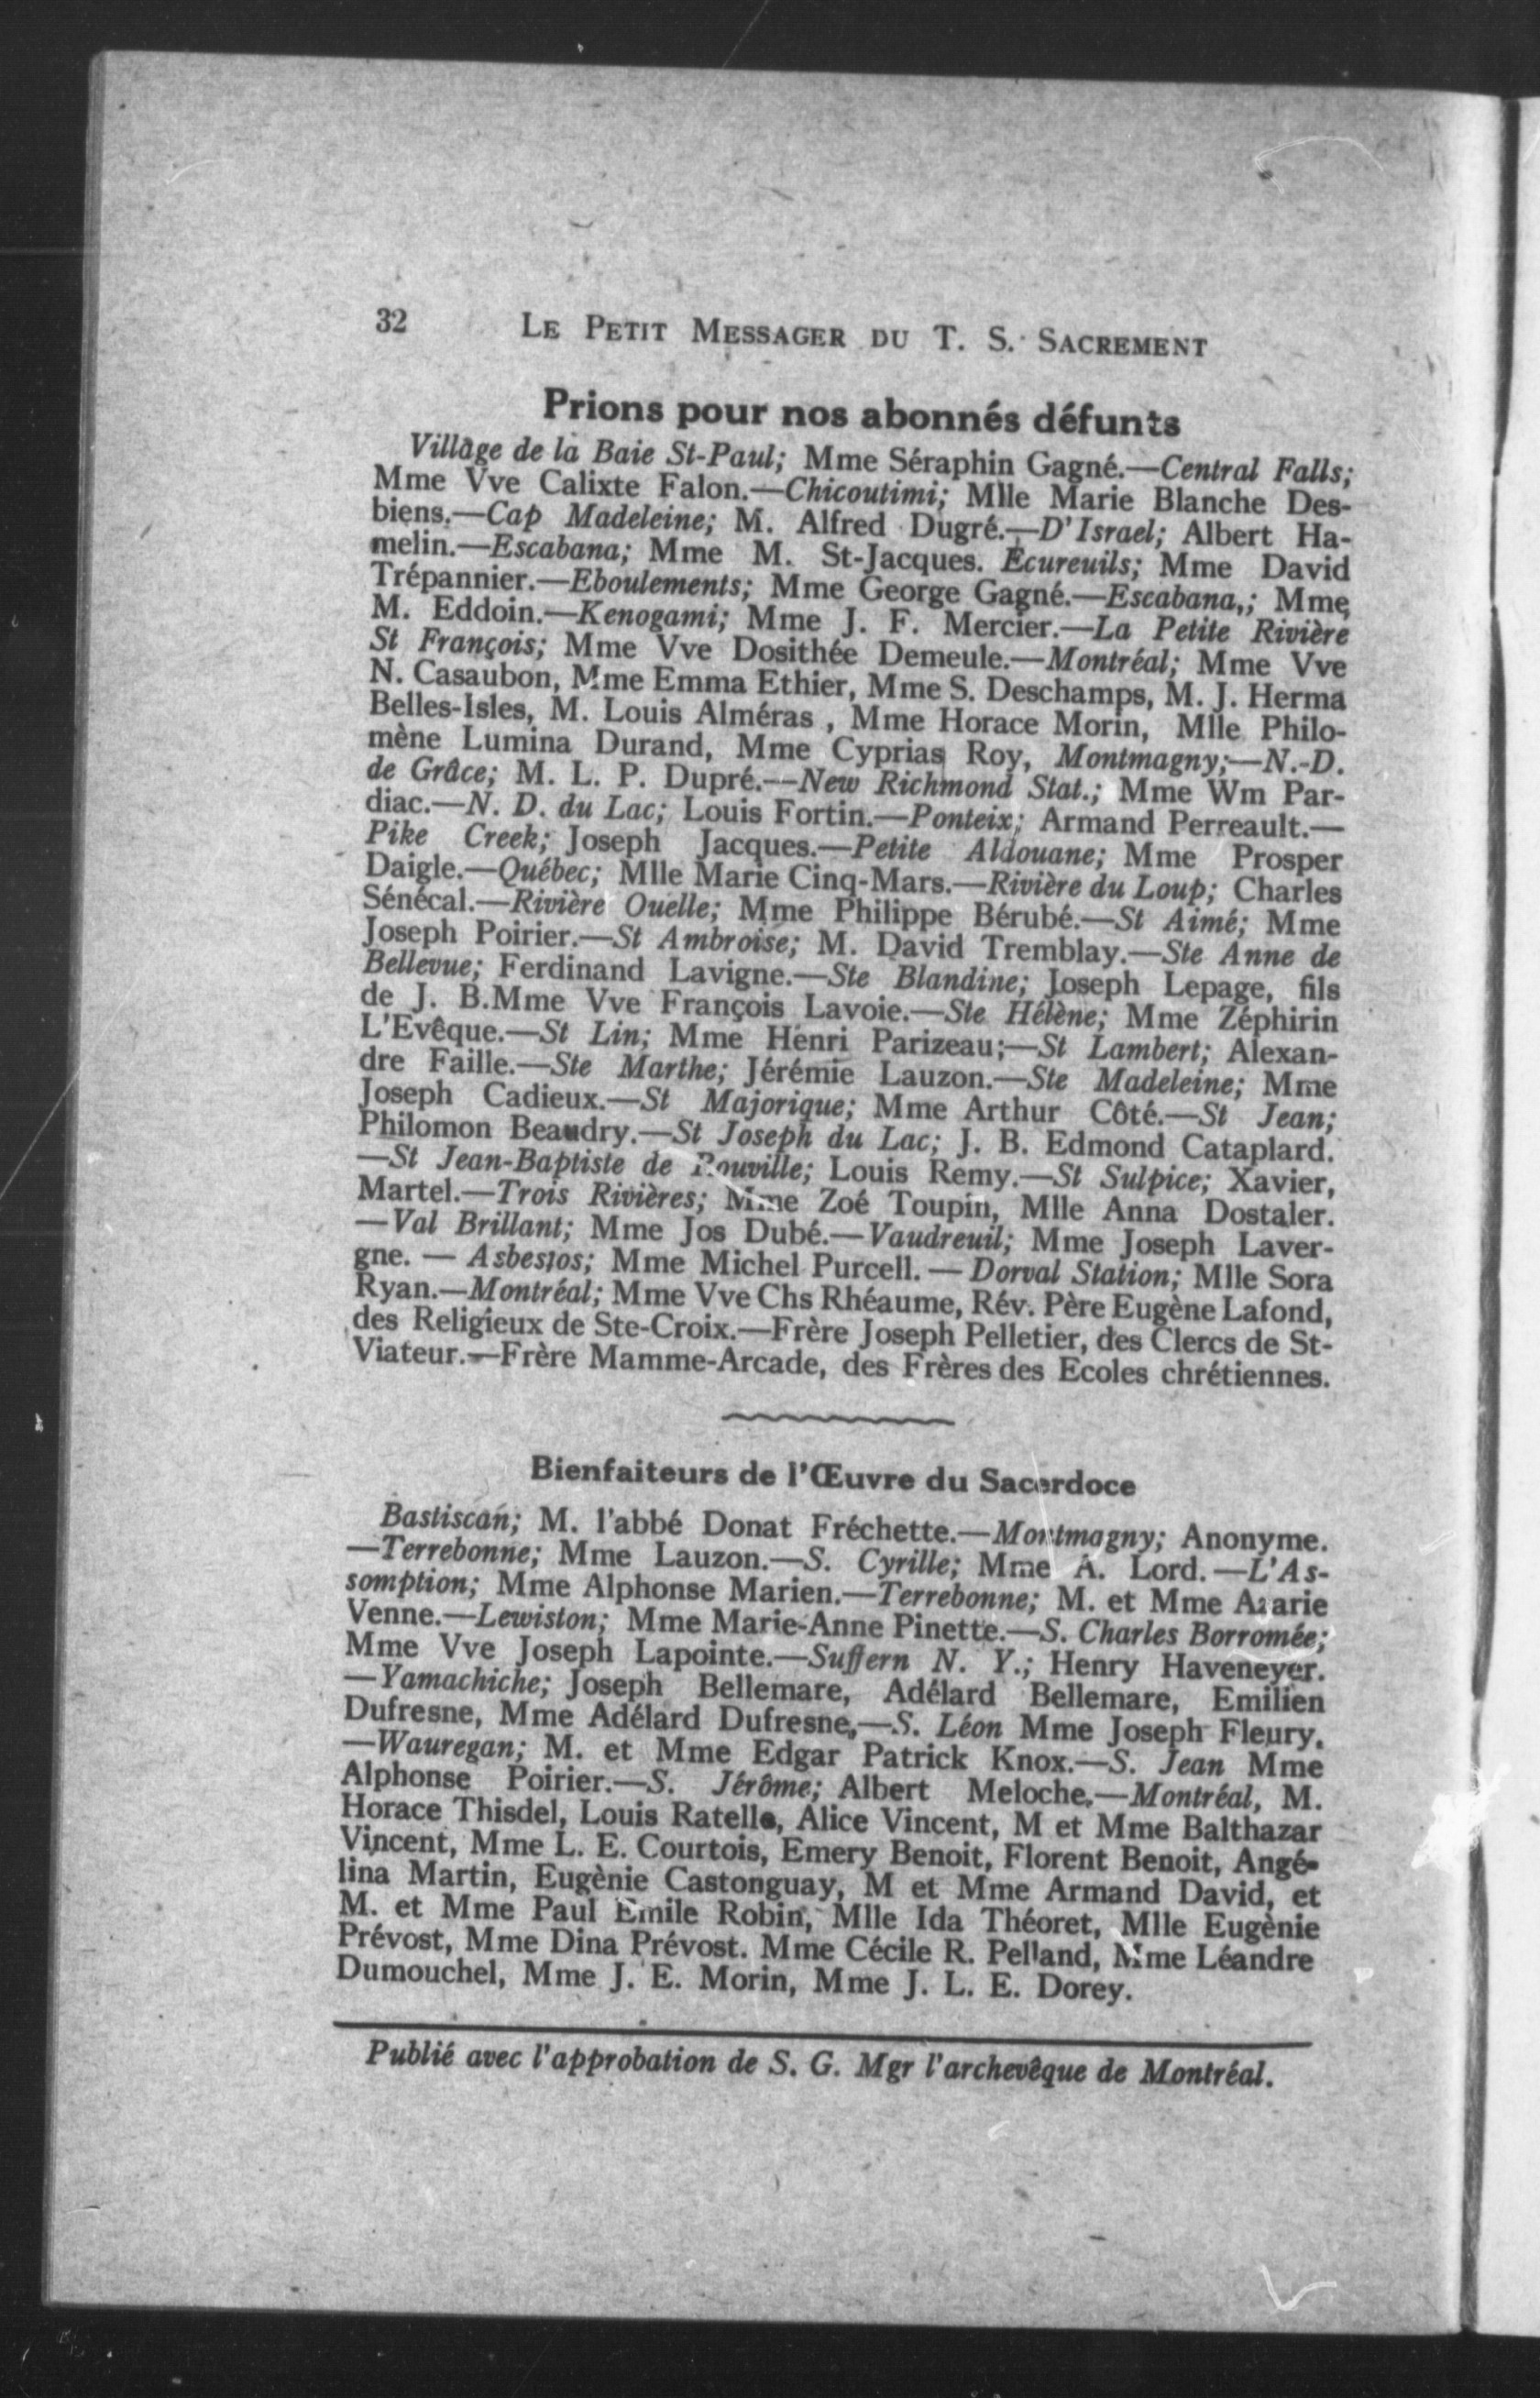 32 LE PETIT MESSAGER DU T. S. SACREMENT
Prions pour nos abonnés défunts
Village de la Baie St-Paul; Mme Séraphin Gagné.—Central Falls;
Mme Vve Calixte Falon.—Chicoutimi; Mlle Marie Blanche Des-
biens.—Cap Madeleine; M. Alfred Dugré.—D'Israel; Albert Ha-
melin.—Escabana; Mme M. St-Jacques. Écureuils; Mme David
Trépannier.—Eboulements; Mme George Gagné.—Escabana,; Mme
M. Eddoin.—Kenogami; Mme J. F. Mercier.—La Petite Rivière
St François; Mme Vve Dosithée Demeule.—Montréal; Mme Vve
N. Casaubon, Mme Emma Ethier, Mme S. Deschamps, M. J. Herma
Belles-Isles, M. Louis Alméras , Mme Horace Morin, Mlle Philo-
mène Lumina Durand, Mme Cyprias Roy, Montmagny;—N.-D.
de Grâce; M. L. P. Dupré.—New Richmond Stat.; Mme Wm Par-
diac.—N. D. du Lac; Louis Fortin.—Ponteix; Armand Perreault.—
Pike Creek; Joseph Jacques.—Petite Aldouane; Mme Prosper
Daigle.—Québec; Mlle Marie Cinq-Mars.—Rivière du Loup; Charles
Sénécal.—Rivière Ouelle; Mme Philippe Bérubé.—St Aimé; Mme
Joseph Poirier.—St Ambroise; M. David Tremblay.—Ste Anne de
Bellevue; Ferdinand Lavigne.—Ste Blandine; Joseph Lepage, fils
de J. B.Mme Vve François Lavoie.—Ste Hélène; Mme Zéphirin
L'Evêque.—St Lin; Mme Henri Parizeau;—St Lambert; Alexan-
dre Faille.—Ste Marthe; Jérémie Lauzon.—Ste Madeleine; Mme
Joseph Cadieux.—St Majorique; Mme Arthur Côté.—St Jean;
Philomon Beaudry.—St Joseph du Lac; J. B. Edmond Cataplard.
—St Jean-Baptiste de Rouville; Louis Remy.—St Sulpice; Xavier,
Martel.—Trois Rivières; Mme Zoé Toupin, Mlle Anna Dostaler.
—Val Brillant; Mme Jos Dubé.—Vaudreuil; Mme Joseph Laver-
gne. — Asbestos; Mme Michel Purcell. — Dorval Station; Mlle Sora
Ryan.—Montréal; Mme Vve Chs Rhéaume, Rév. Père Eugène Lafond,
des Religieux de Ste-Croix.—Frère Joseph Pelletier, des Clercs de St-
Viateur.—Frère Mamme-Arcade, des Frères des Ecoles chrétiennes.
Bienfaiteurs de l'Œuvre du Sacerdoce
Bastiscan; M. l'abbé Donat Fréchette.—Montmagny; Anonyme.
—Terrebonne; Mme Lauzon.—S. Cyrille; Mme A. Lord.—L'As-
somption; Mme Alphonse Marien.—Terrebonne; M. et Mme Azarie
Venne.—Lewiston; Mme Marie-Anne Pinette.—S. Charles Borromée;
Mme Vve Joseph Lapointe.—Suffern N. Y.; Henry Haveneyer.
—Yamachiche; Joseph Bellemare, Adélard Bellemare, Emilien
Dufresne, Mme Adélard Dufresne,—S. Léon Mme Joseph Fleury.
—Wauregan; M. et Mme Edgar Patrick Knox.—S. Jean Mme
Alphonse Poirier.—S. Jérôme; Albert Meloche.—Montréal, M.
Horace Thisdel, Louis Ratelle, Alice Vincent, M et Mme Balthazar
Vincent, Mme L. E. Courtois, Emery Benoit, Florent Benoit, Angé-
lina Martin, Eugènie Castonguay, M et Mme Armand David, et
M. et Mme Paul Emile Robin, Mlle Ida Théoret, Mlle Eugènie
Prévost, Mme Dina Prévost. Mme Cécile R. Pelland, Mme Léandre
Dumouchel, Mme J. E. Morin, Mme J. L. E. Dorey.
Publié avec l'approbation de S. G. Mgr l'archevêque de Montréal.